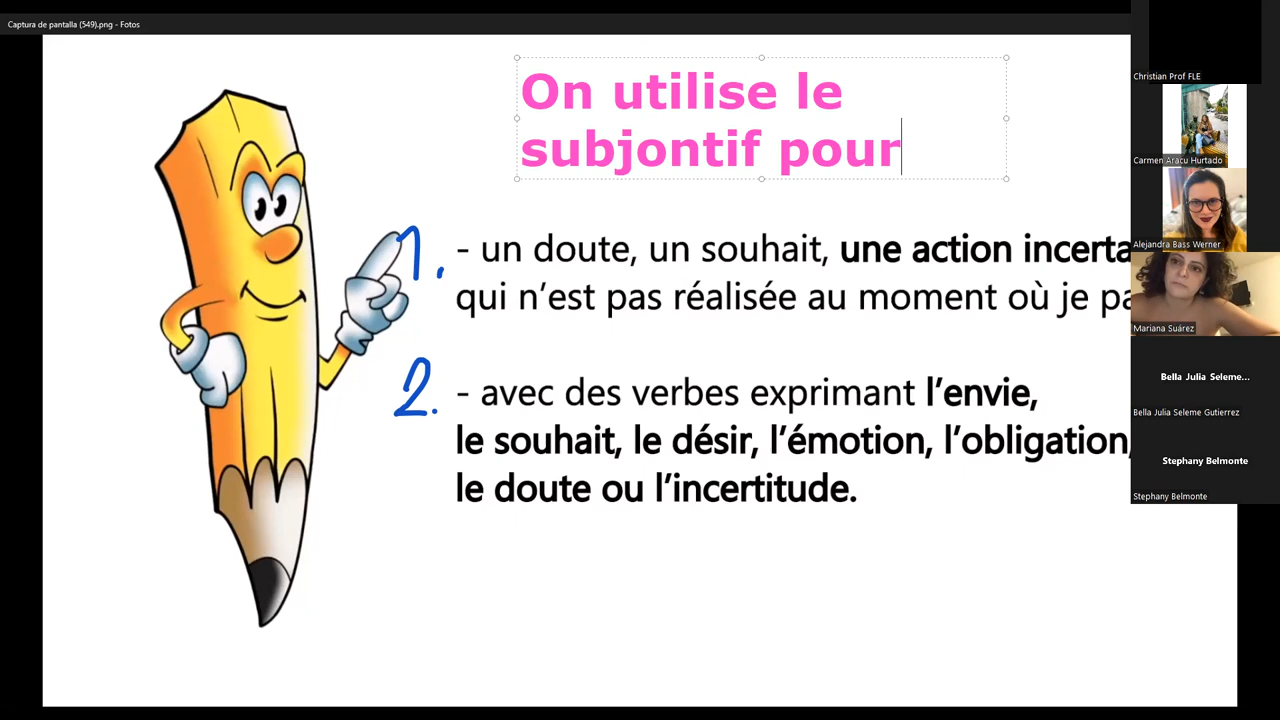 Captura de pantalla (549).png - Fotos
On utilise le
subjontif pour
1. - un doute, un souhait, une action incerta
qui n’est pas réalisée au moment où je pa
2. - avec des verbes exprimant l’envie,
le souhait, le désir, l’émotion, l’obligation,
le doute ou l’incertitude.
Christian Prof FLE
Carmen Aracu Hurtado
Alejandra Bass Werner
Mariana Suárez
Bella Julia Seleme...
Bella Julia Seleme Gutierrez
Stephany Belmonte
Stephany Belmonte